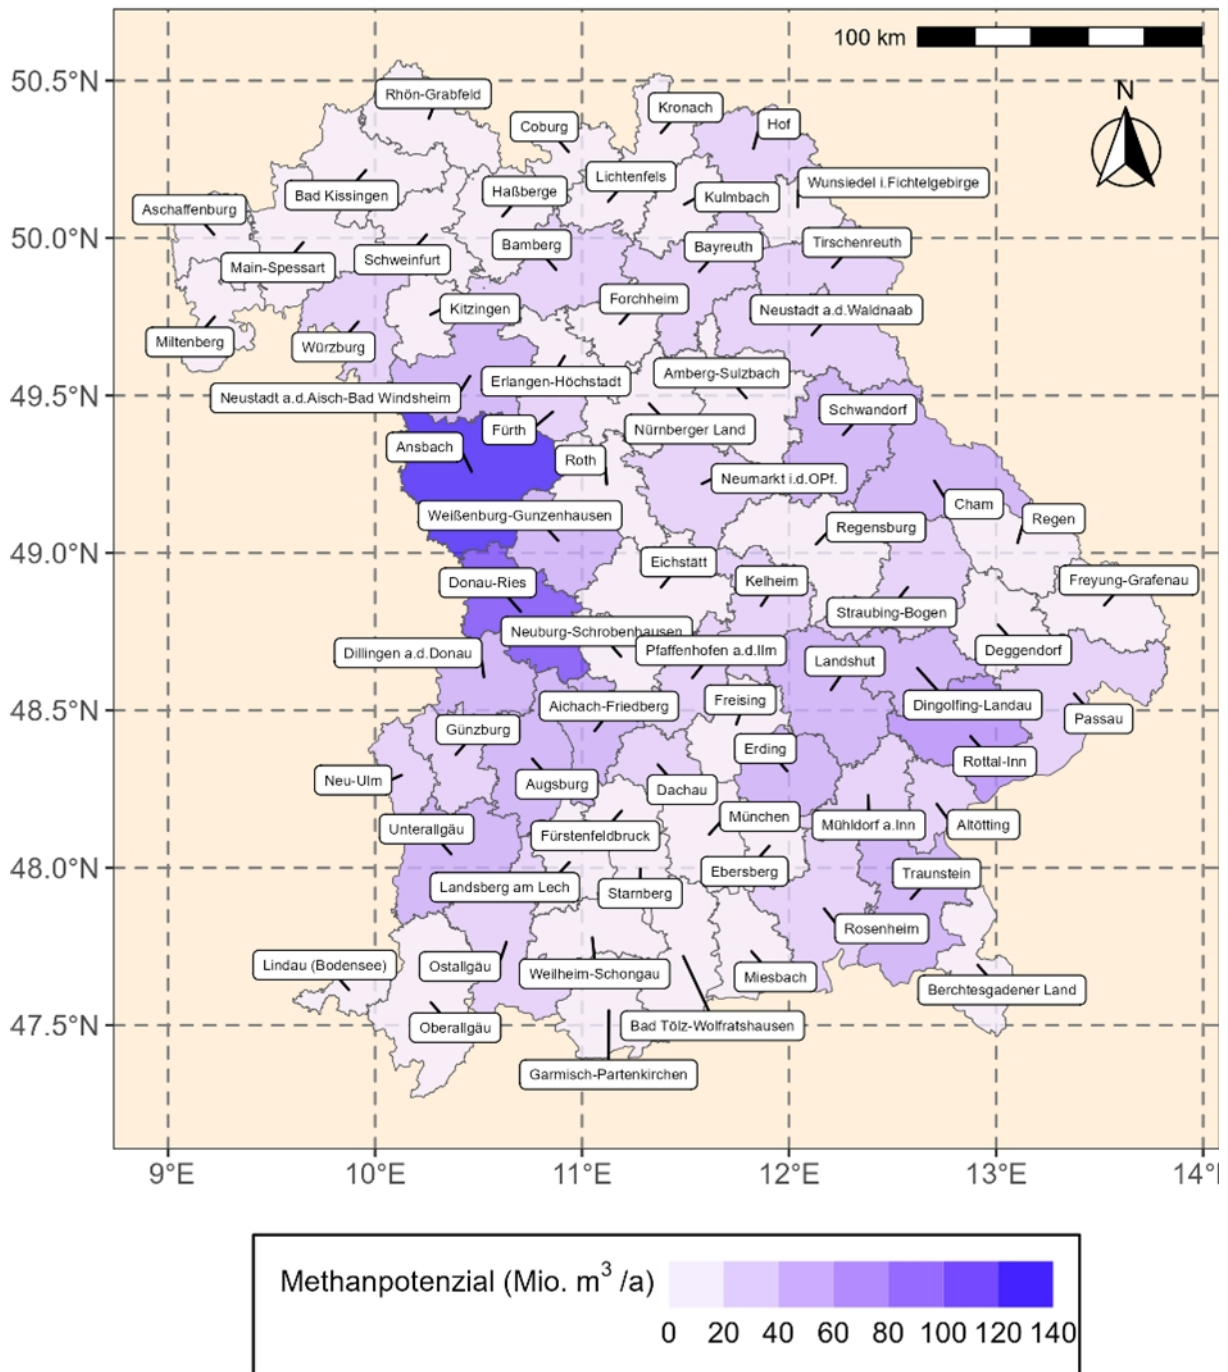 100 km
N
50.5°N
50.0°N
49.5°N
49.0°N
48.5°N
48.0°N
47.5°N
Rhön-Grabfeld
Kronach
Coburg
Hof
Lichtenfels
Wunsiedel i.Fichtelgebirge
Bad Kissingen
Haßberge
Kulmbach
Aschaffenburg
Bamberg
Bayreuth
Tirschenreuth
Main-Spessart
Schweinfurt
Forchheim
Kitzingen
Neustadt a.d.Waldnaab
Miltenberg
Würzburg
Erlangen-Höchstadt
Amberg-Sulzbach
Neustadt a.d.Aisch-Bad Windsheim
Schwandorf
Fürth
Nürnberger Land
Ansbach
Roth
Neumarkt i.d.OPf.
Cham
Weißenburg-Gunzenhausen
Regensburg
Regen
Eichstätt
Donau-Ries
Kelheim
Freyung-Grafenau
Straubing-Bogen
Neuburg-Schrobenhausen
Dillingen a.d.Donau
Pfaffenhofen a.d.Ilm
Landshut
Deggendorf
Aichach-Friedberg
Freising
Dingolfing-Landau
Passau
Günzburg
Erding
Rottal-Inn
Neu-Ulm
Augsburg
Dachau
München
Unterallgäu
Fürstenfeldbruck
Mühldorf a.Inn
Altötting
Ebersberg
Traunstein
Landsberg am Lech
Starnberg
Rosenheim
Lindau (Bodensee)
Ostallgäu
Weilheim-Schongau
Miesbach
Berchtesgadener Land
Oberallgäu
Bad Tölz-Wolfratshausen
Garmisch-Partenkirchen
9°E 10°E 11°E 12°E 13°E 14°
Methanpotenzial (Mio. m³ /a)
0 20 40 60 80 100 120 140